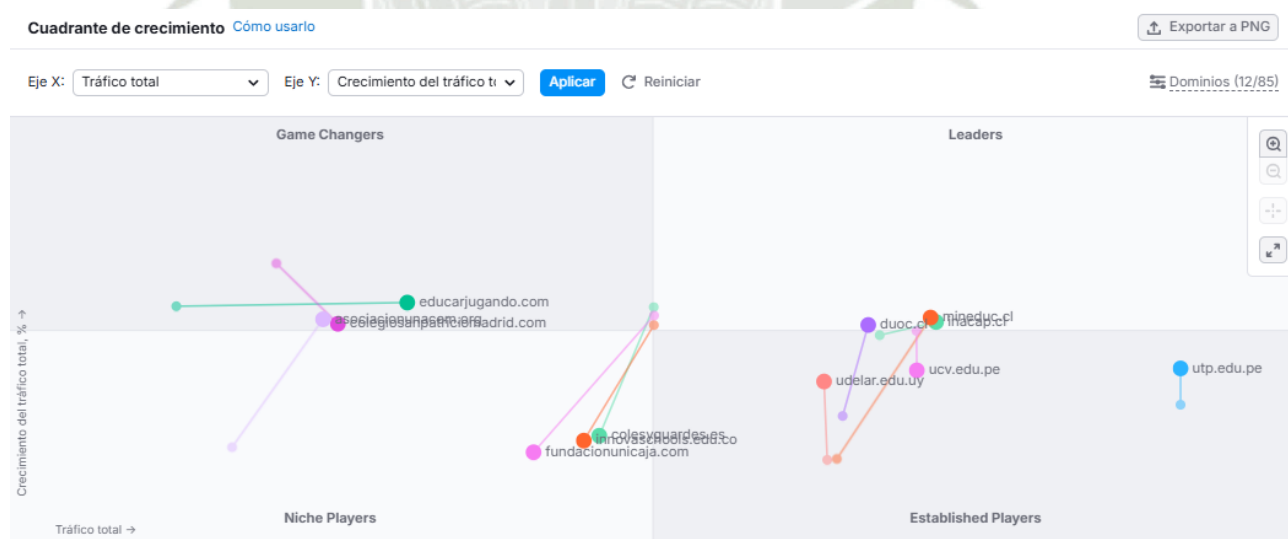 Cuadrante de crecimiento Cómo usarlo Exportar a PNG
Eje X: Tráfico total Eje Y: Crecimiento del tráfico to Aplicar Reiniciar Dominios (12/85)
Game Changers Leaders
educarjugando.com
asociacionynacem.org
colegiosanpatriciomadrid.com
mineduc.cl
duoc.cl inacap.cl
utp.edu.pe
ucv.edu.pe
udelar.edu.uy
colesyguardes.es
innovaschools.edu.co
fundacionunicaja.com
Crecimiento del tráfico total, % →
Niche Players Established Players
Tráfico total →